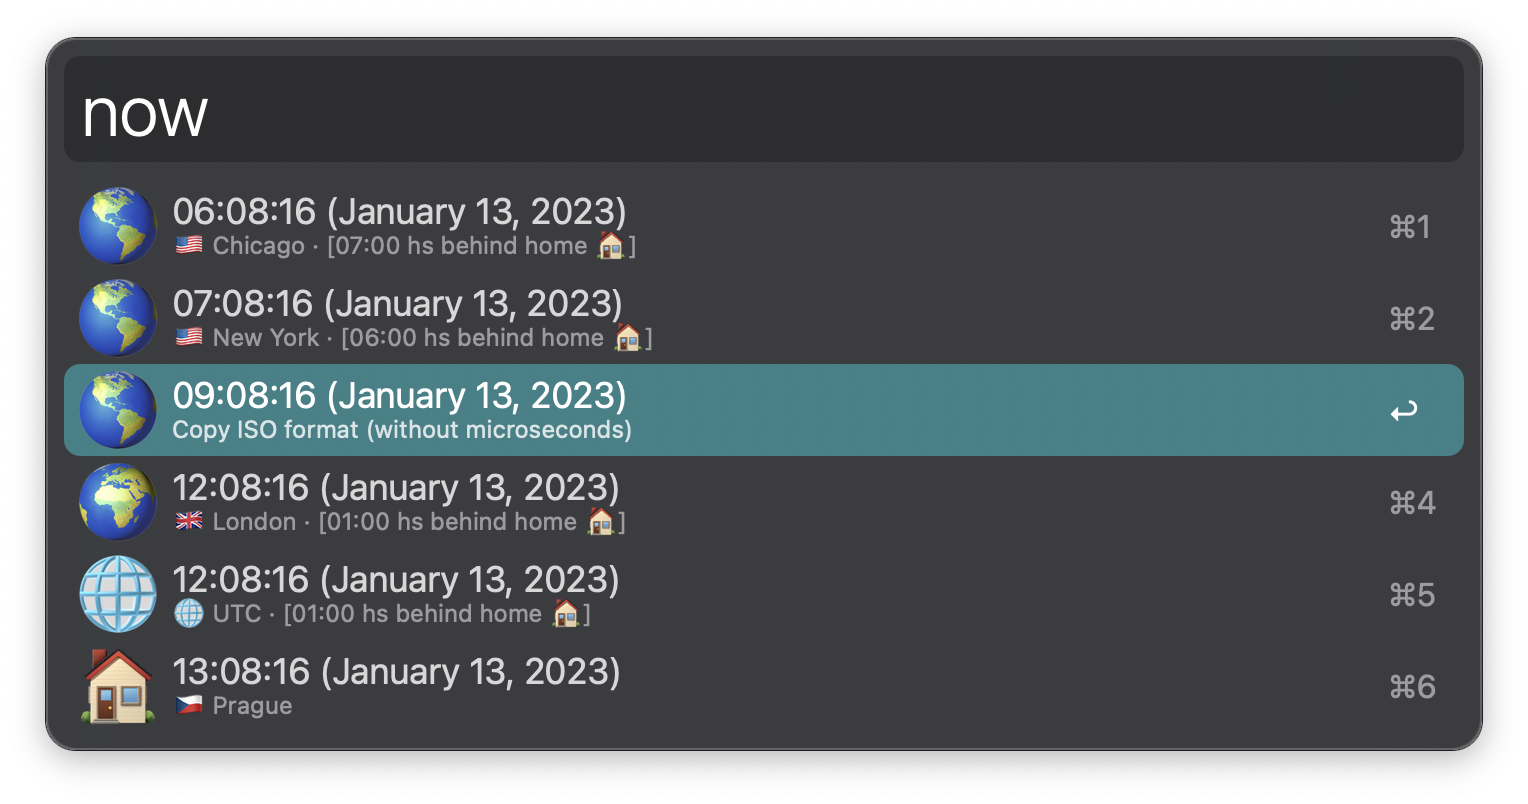 now
06:08:16 (January 13, 2023)
🇺🇸 Chicago · [07:00 hs behind home 🏠]
⌘1
07:08:16 (January 13, 2023)
🇺🇸 New York · [06:00 hs behind home 🏠]
⌘2
09:08:16 (January 13, 2023)
Copy ISO format (without microseconds)
↩
12:08:16 (January 13, 2023)
🇬🇧 London · [01:00 hs behind home 🏠]
⌘4
12:08:16 (January 13, 2023)
🌐 UTC · [01:00 hs behind home 🏠]
⌘5
13:08:16 (January 13, 2023)
🇨🇿 Prague
⌘6